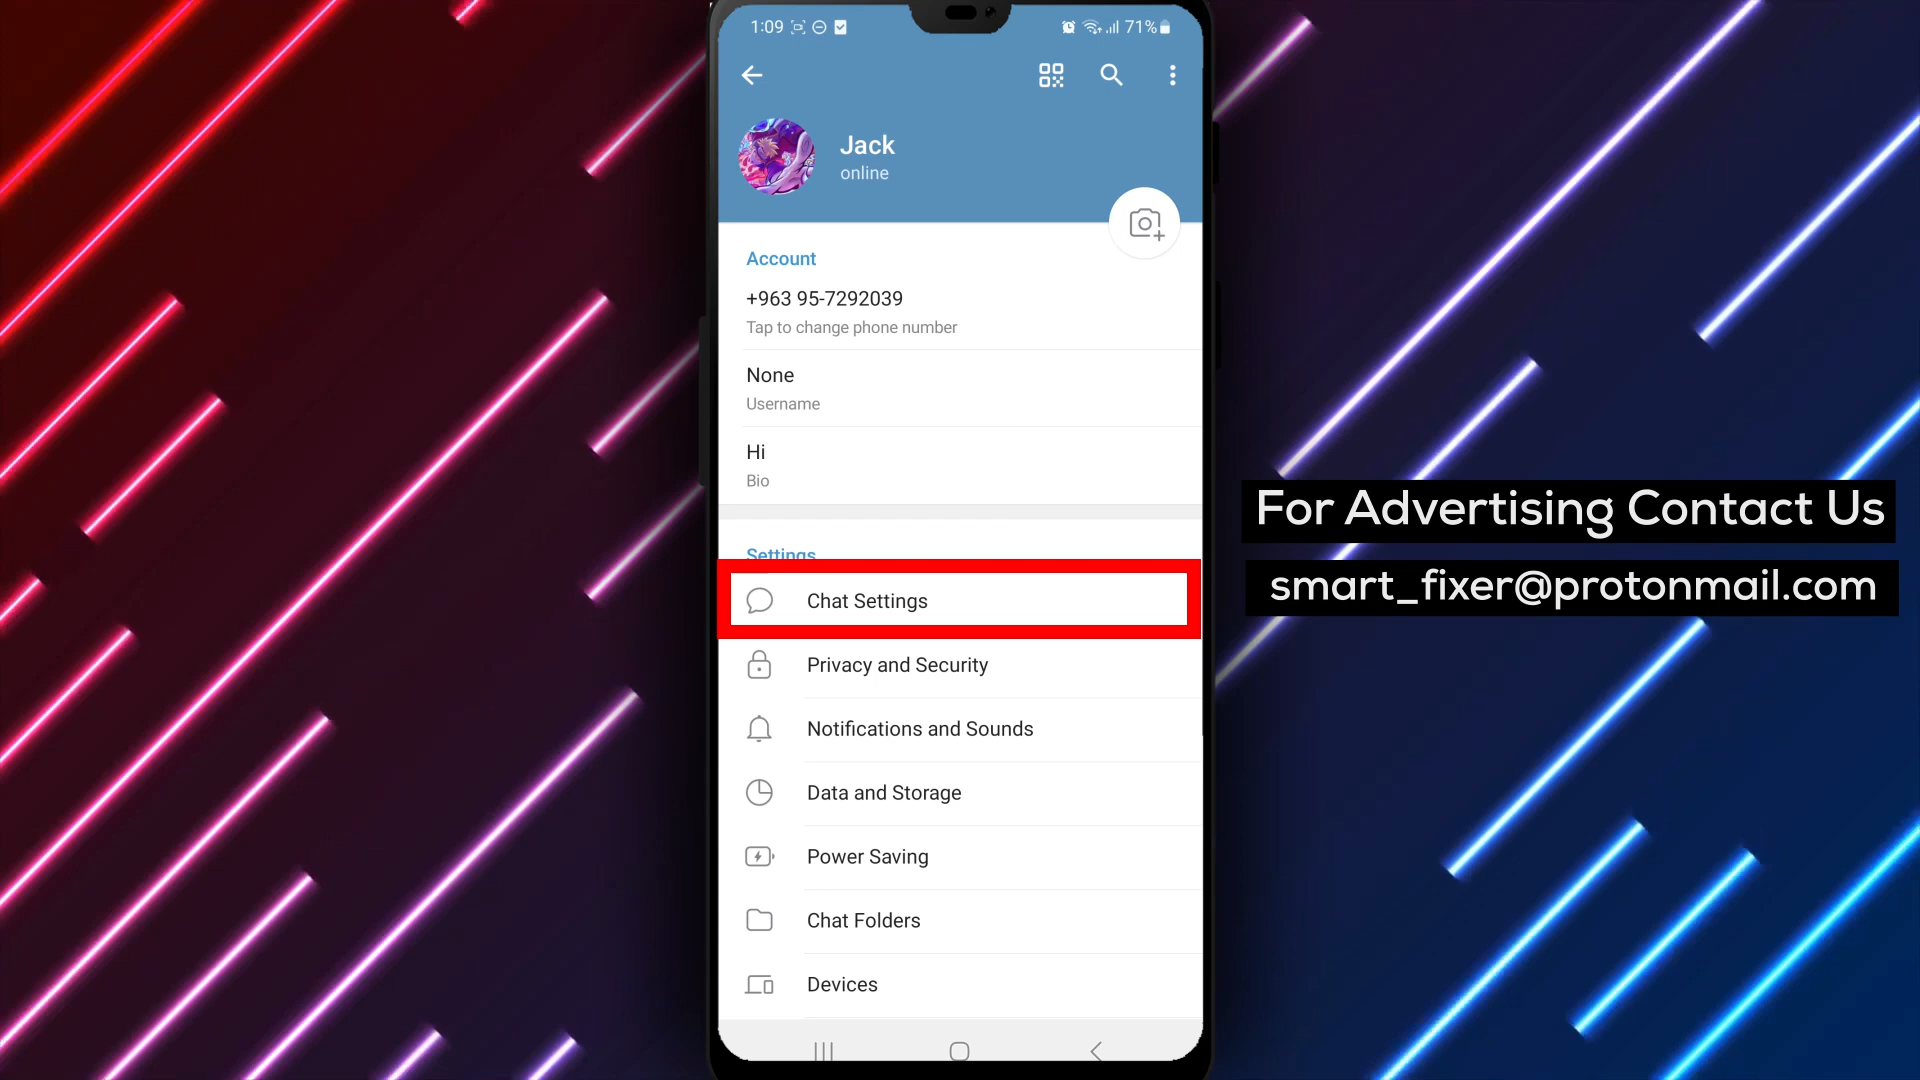 1:09
71%
Jack
online
Account
+963 95-7292039
Tap to change phone number
None
Username
Hi
Bio
Settings
Chat Settings
Privacy and Security
Notifications and Sounds
Data and Storage
Power Saving
Chat Folders
Devices
For Advertising Contact Us
smart_fixer@protonmail.com